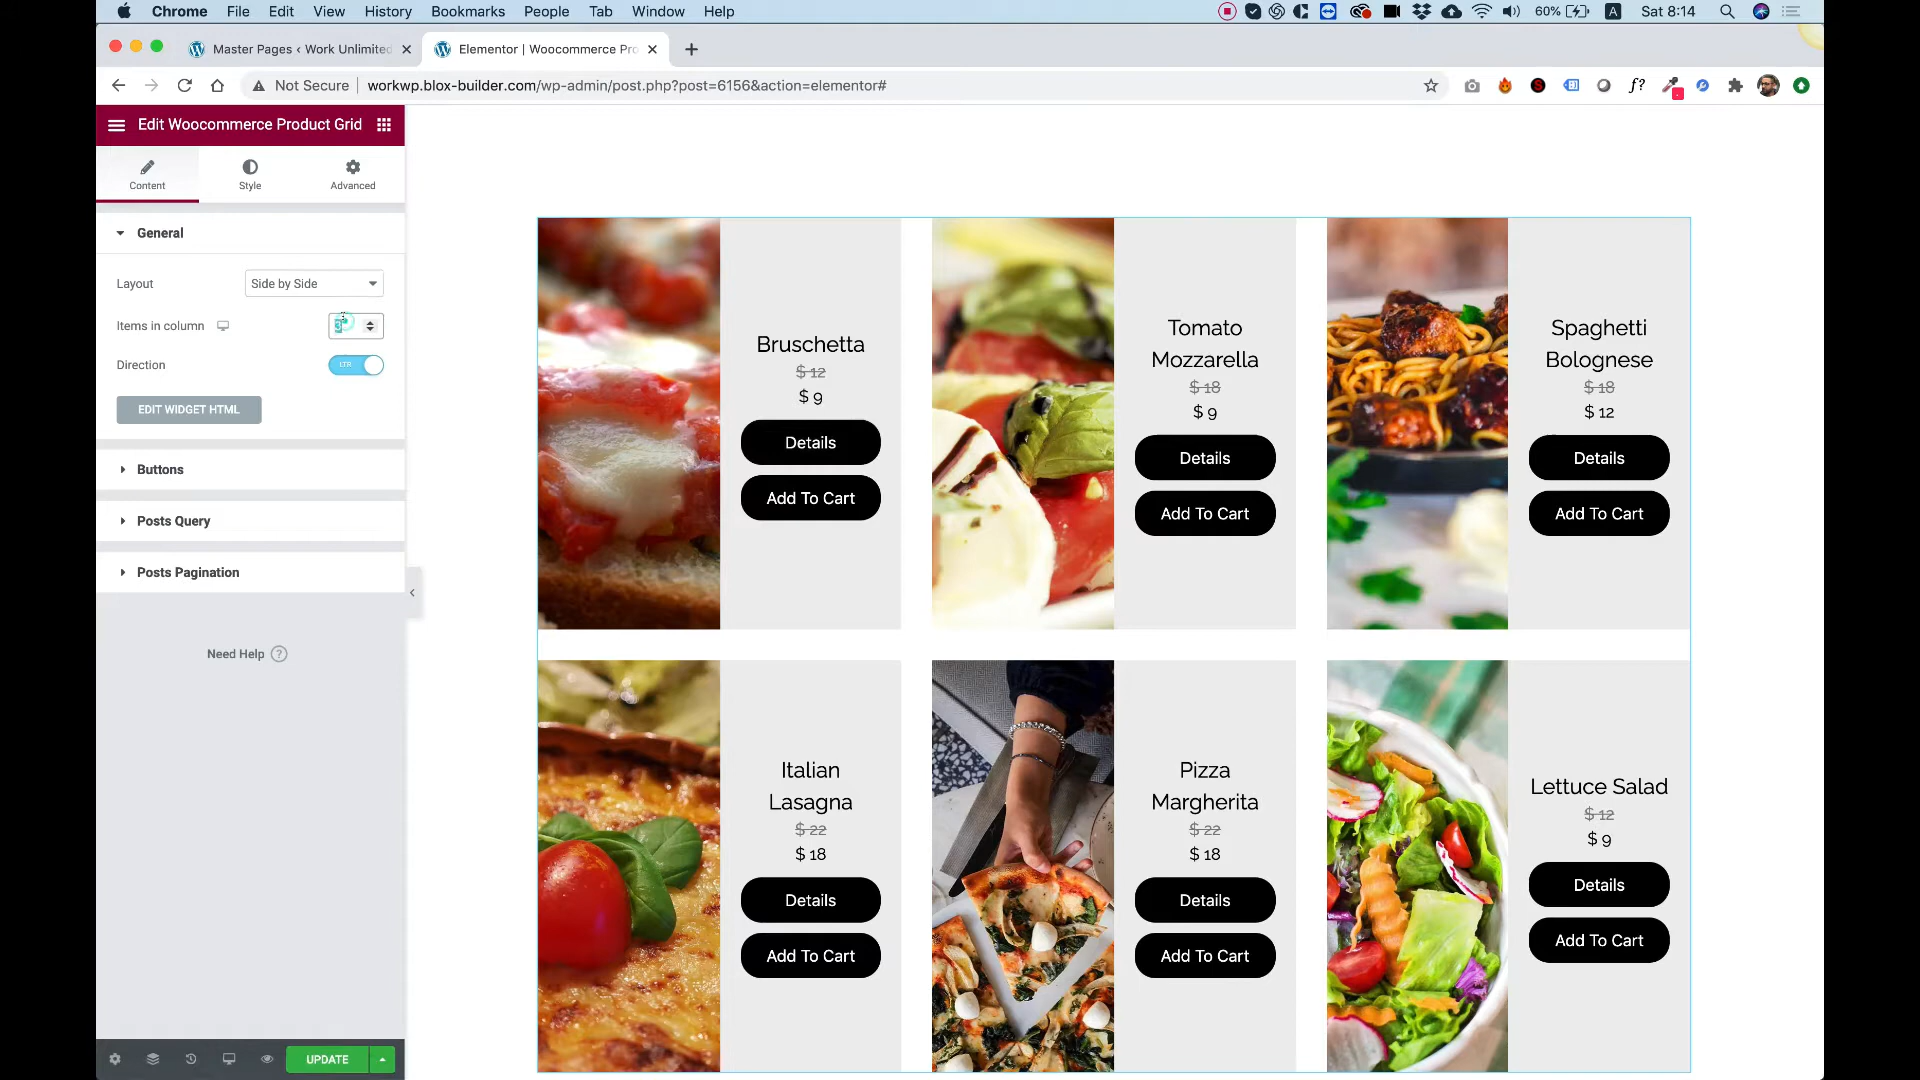 Chrome File Edit View History Bookmarks People Tab Window Help 60% A Sat 8:14
Master Pages ‹ Work Unlimited
Elementor | Woocommerce Pro
Not Secure workwp.blox-builder.com/wp-admin/post.php?post=6156&action=elementor#
Edit Woocommerce Product Grid
Content Style Advanced
General
Layout Side by Side
Items in column 3
Direction LTR
EDIT WIDGET HTML
Buttons
Posts Query
Posts Pagination
Need Help ?
UPDATE
Bruschetta
$ 12
$ 9
Details
Add To Cart
Tomato
Mozzarella
$ 18
$ 9
Details
Add To Cart
Spaghetti
Bolognese
$ 18
$ 12
Details
Add To Cart
Italian
Lasagna
$ 22
$ 18
Details
Add To Cart
Pizza
Margherita
$ 22
$ 18
Details
Add To Cart
Lettuce Salad
$ 12
$ 9
Details
Add To Cart